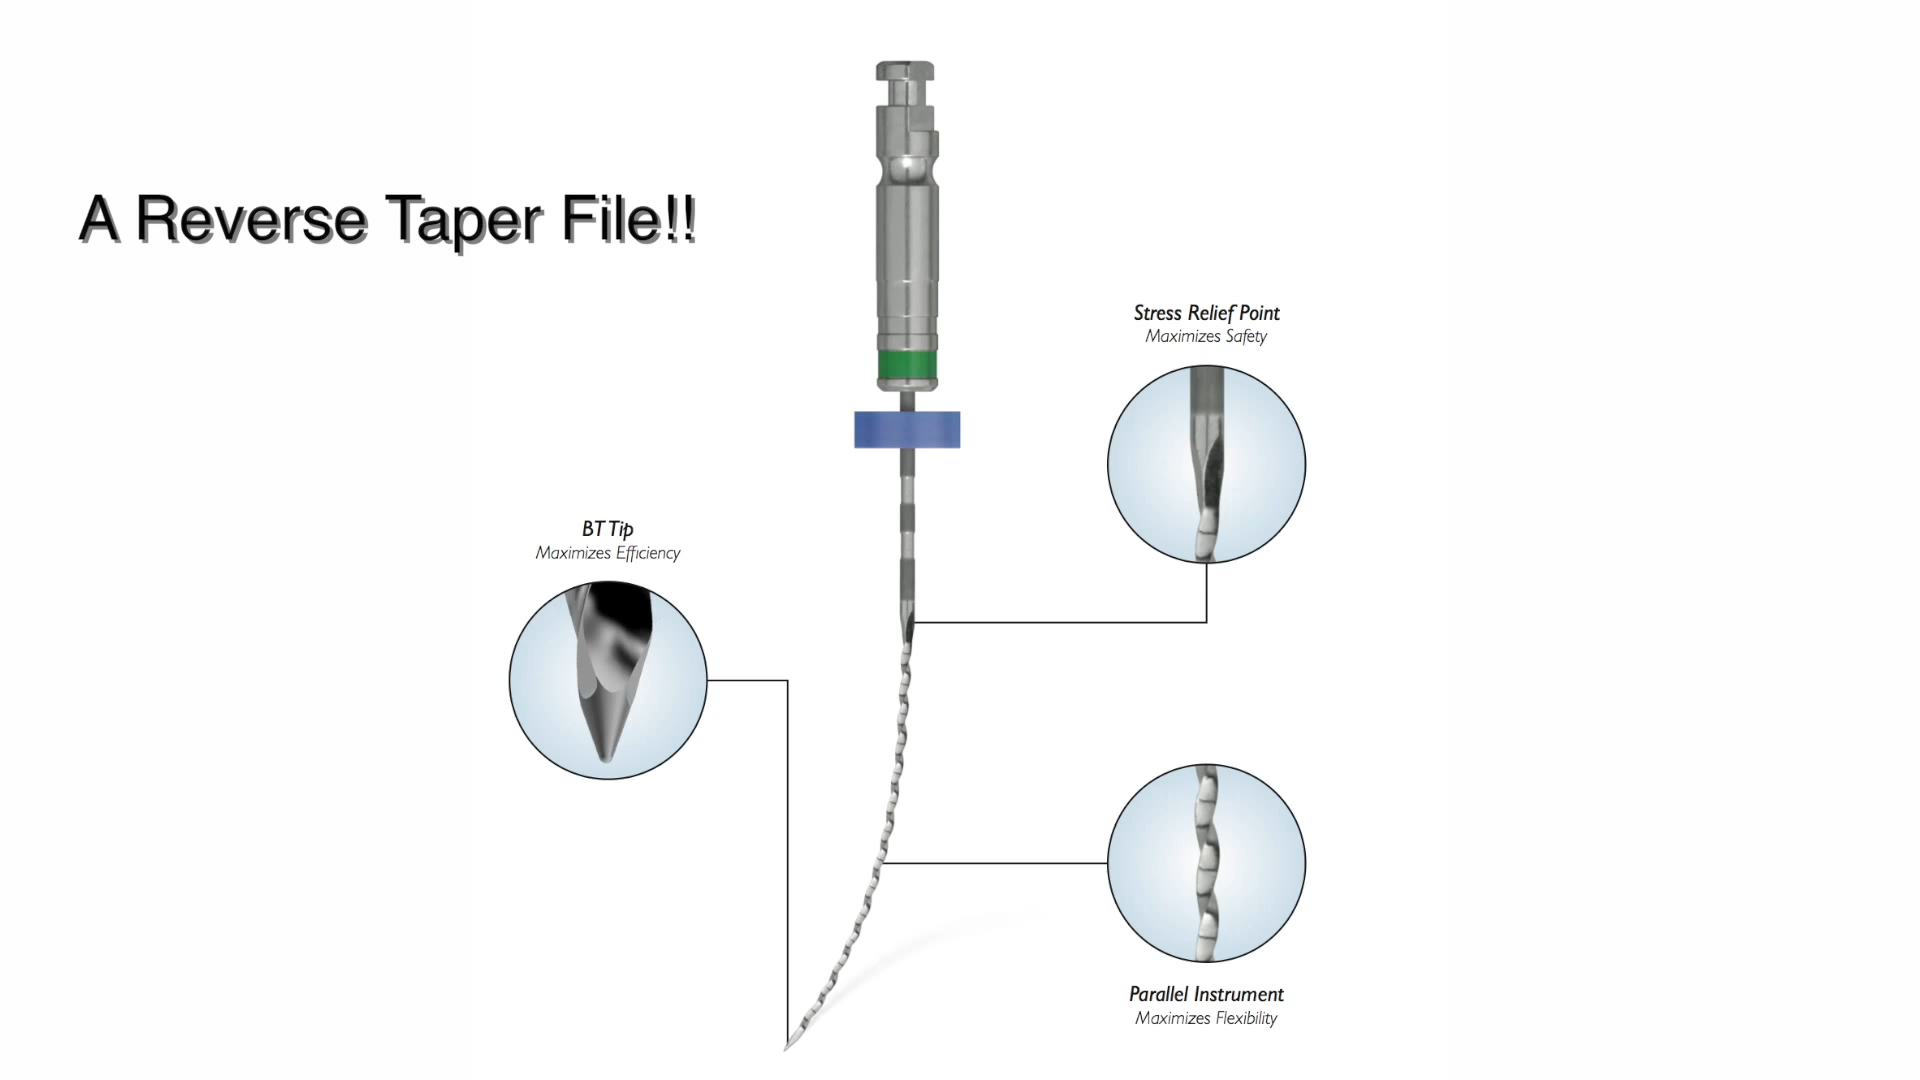 A Reverse Taper File!!
Stress Relief Point
Maximizes Safety
BT Tip
Maximizes Efficiency
Parallel Instrument
Maximizes Flexibility